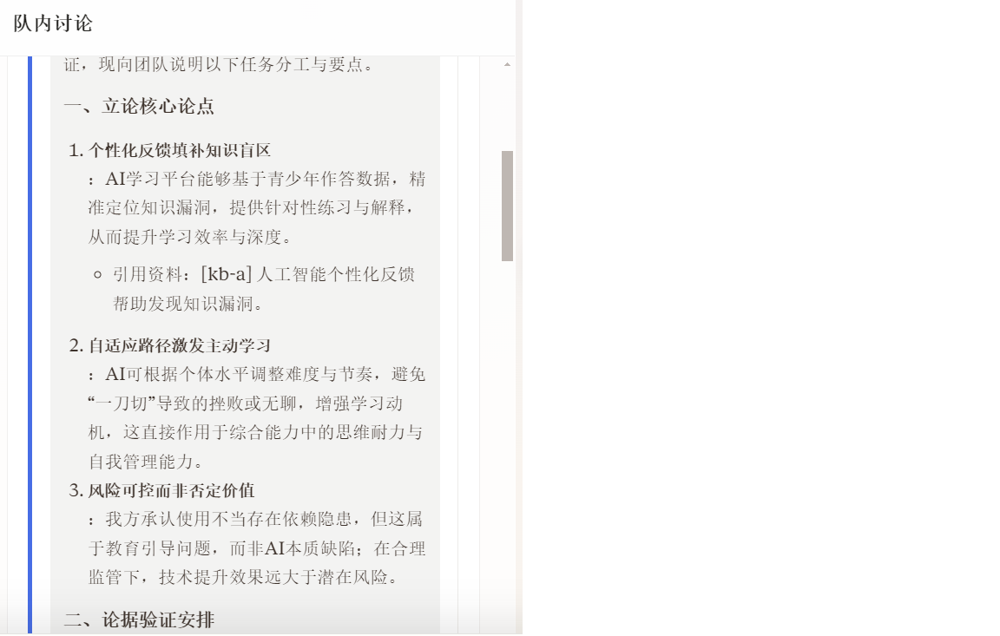 队内讨论
证，现向团队说明以下任务分工与要点。
一、立论核心论点
1. 个性化反馈填补知识盲区
：AI学习平台能够基于青少年作答数据，精
准定位知识漏洞，提供针对性练习与解释，
从而提升学习效率与深度。
引用资料：[kb-a] 人工智能个性化反馈
帮助发现知识漏洞。
2. 自适应路径激发主动学习
：AI可根据个体水平调整难度与节奏，避免
“一刀切”导致的挫败或无聊，增强学习动
机，这直接作用于综合能力中的思维耐力与
自我管理能力。
3. 风险可控而非否定价值
：我方承认使用不当存在依赖隐患，但这属
于教育引导问题，而非AI本质缺陷；在合理
监管下，技术提升效果远大于潜在风险。
二、论据验证安排